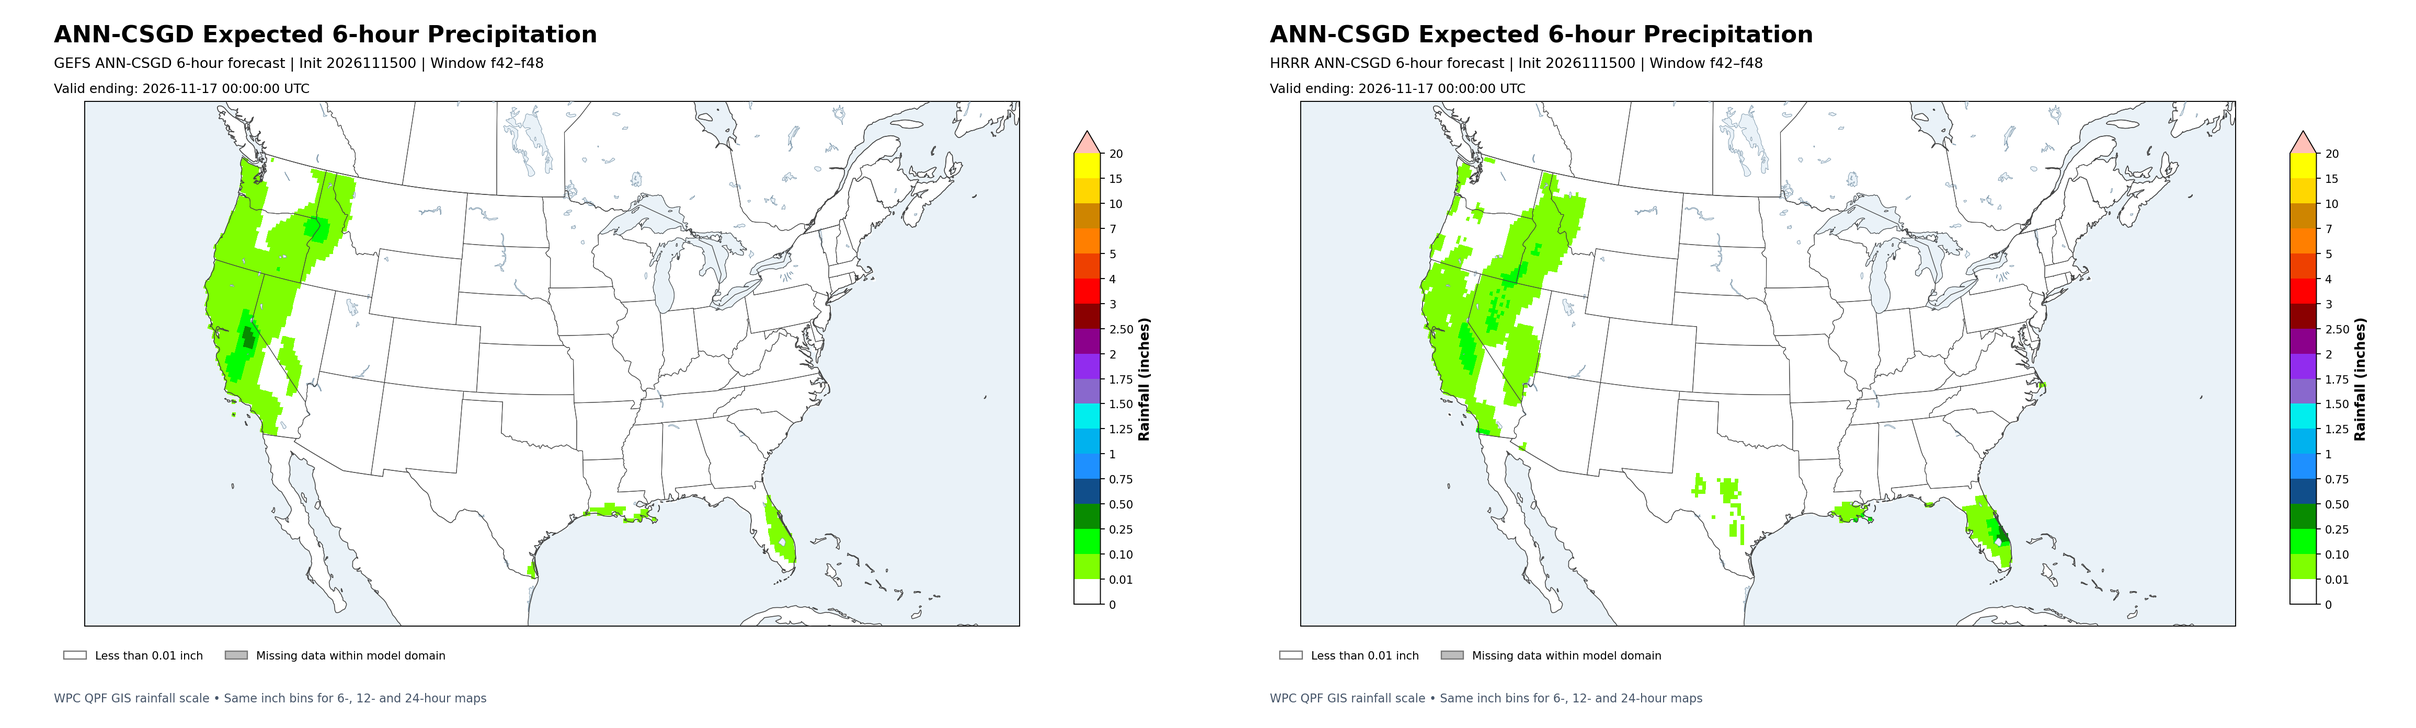 ANN-CSGD Expected 6-hour Precipitation
GEFS ANN-CSGD 6-hour forecast | Init 2026111500 | Window f42–f48
Valid ending: 2026-11-17 00:00:00 UTC
20
15
10
7
5
4
3
2.50
2
1.75
1.50
1.25
1
0.75
0.50
0.25
0.10
0.01
0
Rainfall (inches)
Less than 0.01 inch
Missing data within model domain
WPC QPF GIS rainfall scale • Same inch bins for 6-, 12- and 24-hour maps
ANN-CSGD Expected 6-hour Precipitation
HRRR ANN-CSGD 6-hour forecast | Init 2026111500 | Window f42–f48
Valid ending: 2026-11-17 00:00:00 UTC
20
15
10
7
5
4
3
2.50
2
1.75
1.50
1.25
1
0.75
0.50
0.25
0.10
0.01
0
Rainfall (inches)
Less than 0.01 inch
Missing data within model domain
WPC QPF GIS rainfall scale • Same inch bins for 6-, 12- and 24-hour maps